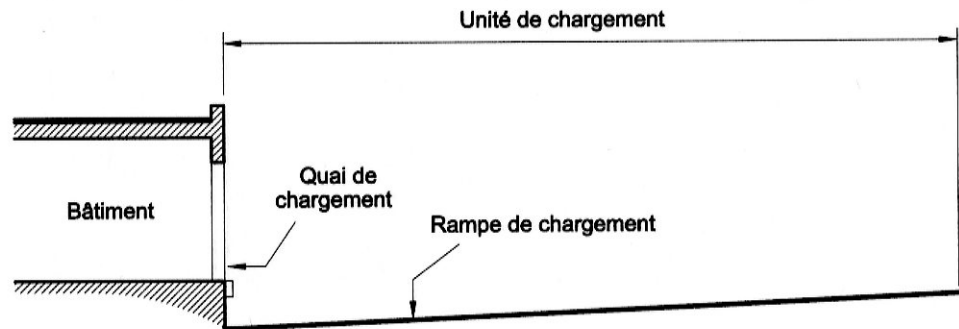 Unité de chargement
Quai de
chargement
Bâtiment
Rampe de chargement